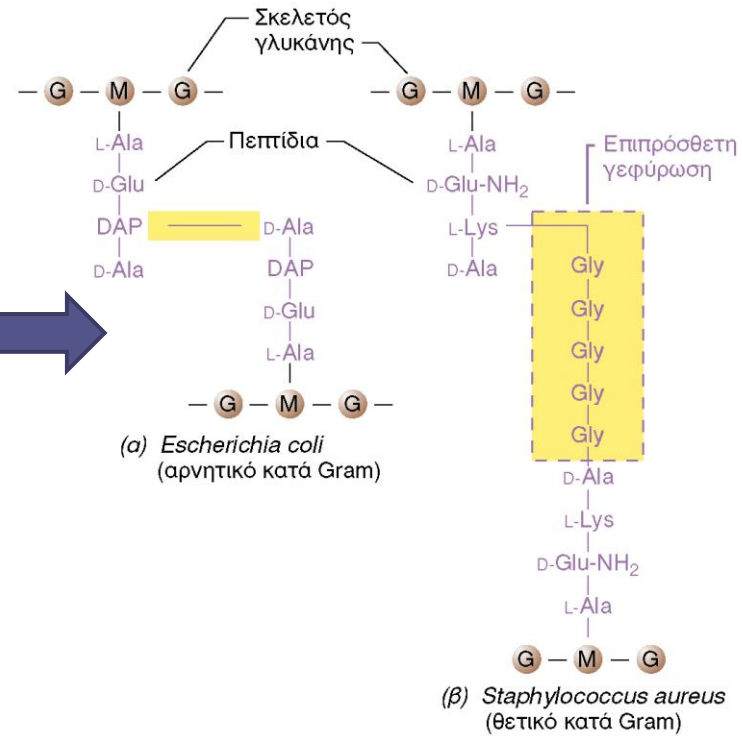 Σκελετός
γλυκάνης
G M G
G M G
L-Ala
Πεπτίδια
L-Ala
Επιπρόσθετη
γεφύρωση
D-Glu
D-Glu-NH2
DAP
D-Ala
L-Lys
D-Ala
DAP
D-Ala
Gly
D-Glu
Gly
L-Ala
Gly
G M G
Gly
(α) Escherichia coli
(αρνητικό κατά Gram)
Gly
D-Ala
L-Lys
D-Glu-NH2
L-Ala
G M G
(β) Staphylococcus aureus
(θετικό κατά Gram)